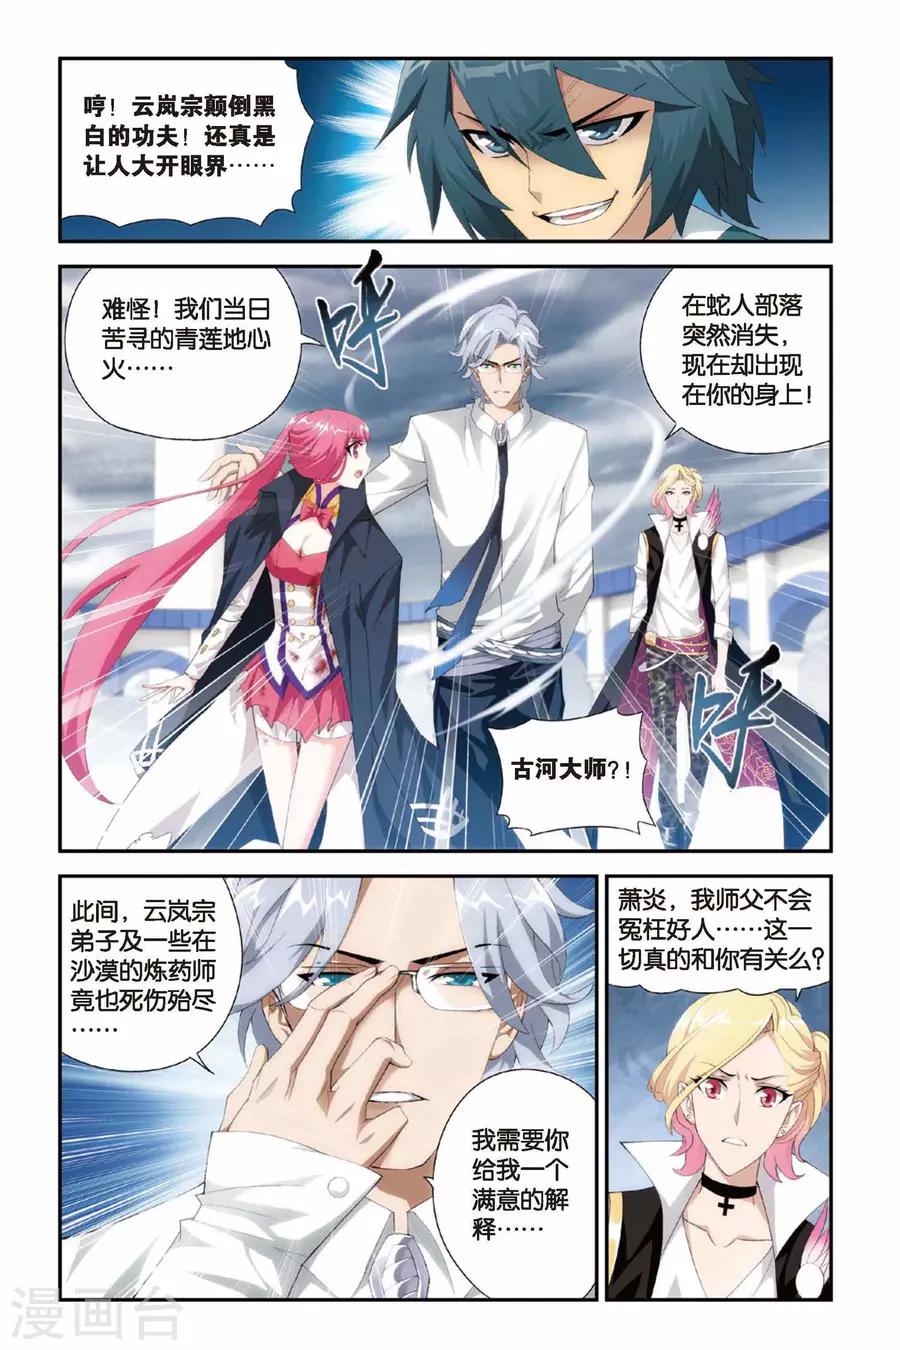 哼！云岚宗颠倒黑
白的功夫！还真是
让人大开眼界……
难怪！我们当日
苦寻的青莲地心
火……
呼
在蛇人部落
突然消失，
现在却出现
在你的身上！
呼
古河大师?!
此间，云岚宗
弟子及一些在
沙漠的炼药师
竟也死伤殆尽
……
我需要你
给我一个
满意的解
释……
萧炎，我师父不会
冤枉好人……这一
切真的和你有关么?
漫画台